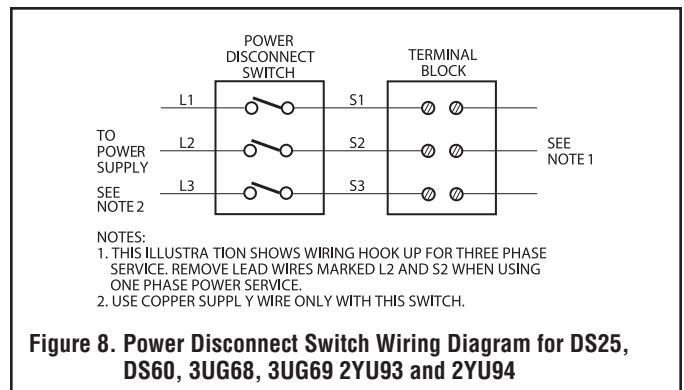 POWER
DISCONNECT
SWITCH
TERMINAL
BLOCK
L1
S1
TO
POWER
SUPPLY
L2
S2
SEE
NOTE 1
SEE
NOTE 2
L3
S3
NOTES:
1. THIS ILLUSTRA TION SHOWS WIRING HOOK UP FOR THREE PHASE
SERVICE. REMOVE LEAD WIRES MARKED L2 AND S2 WHEN USING
ONE PHASE POWER SERVICE.
2. USE COPPER SUPPL Y WIRE ONLY WITH THIS SWITCH.
Figure 8. Power Disconnect Switch Wiring Diagram for DS25,
DS60, 3UG68, 3UG69 2YU93 and 2YU94